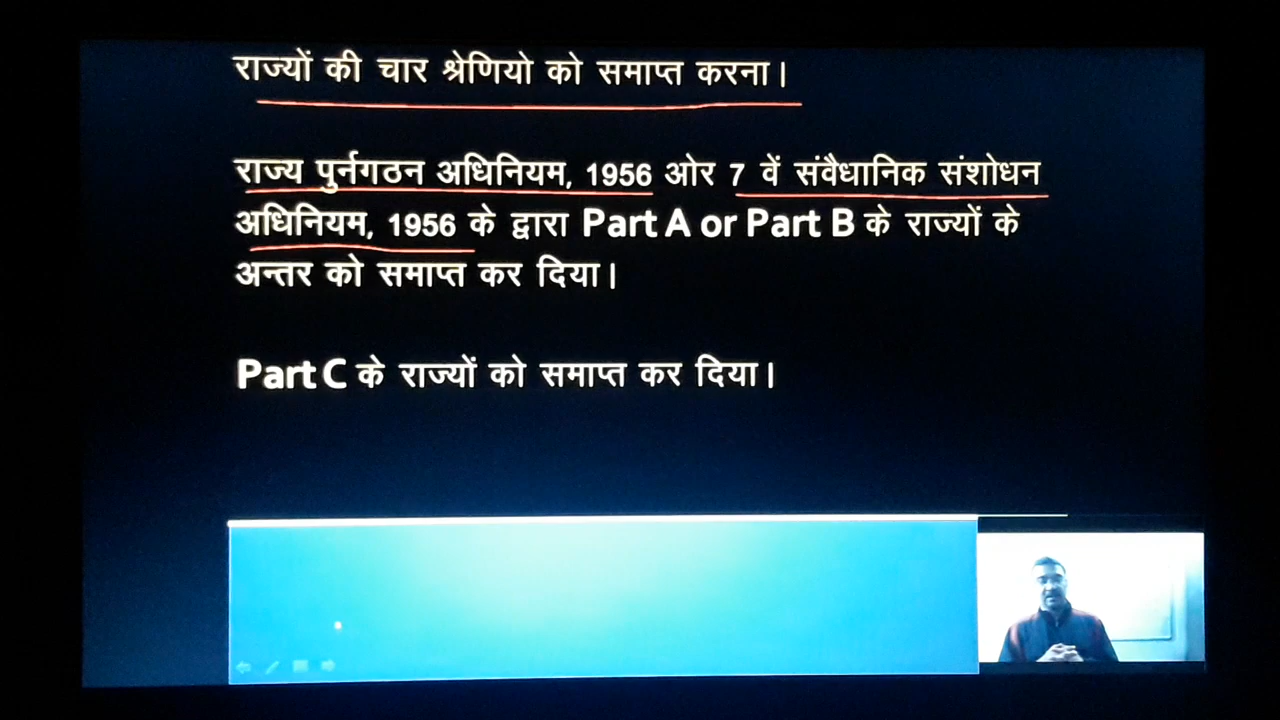 राज्यों की चार श्रेणियो को समाप्त करना।
राज्य पुर्नगठन अधिनियम, 1956 ओर 7 वें संवैधानिक संशोधन
अधिनियम, 1956 के द्वारा Part A or Part B के राज्यों के
अन्तर को समाप्त कर दिया।
Part C के राज्यों को समाप्त कर दिया।